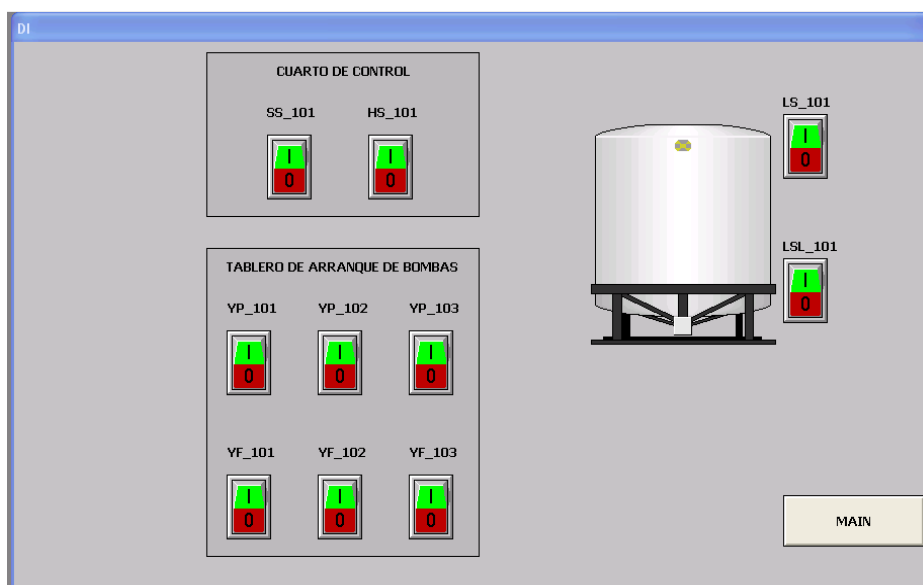 DI
CUARTO DE CONTROL
SS_101 HS_101
I I
0 0
TABLERO DE ARRANQUE DE BOMBAS
YP_101 YP_102 YP_103
I I I
0 0 0
YF_101 YF_102 YF_103
I I I
0 0 0
LS_101
I
0
LSL_101
I
0
MAIN